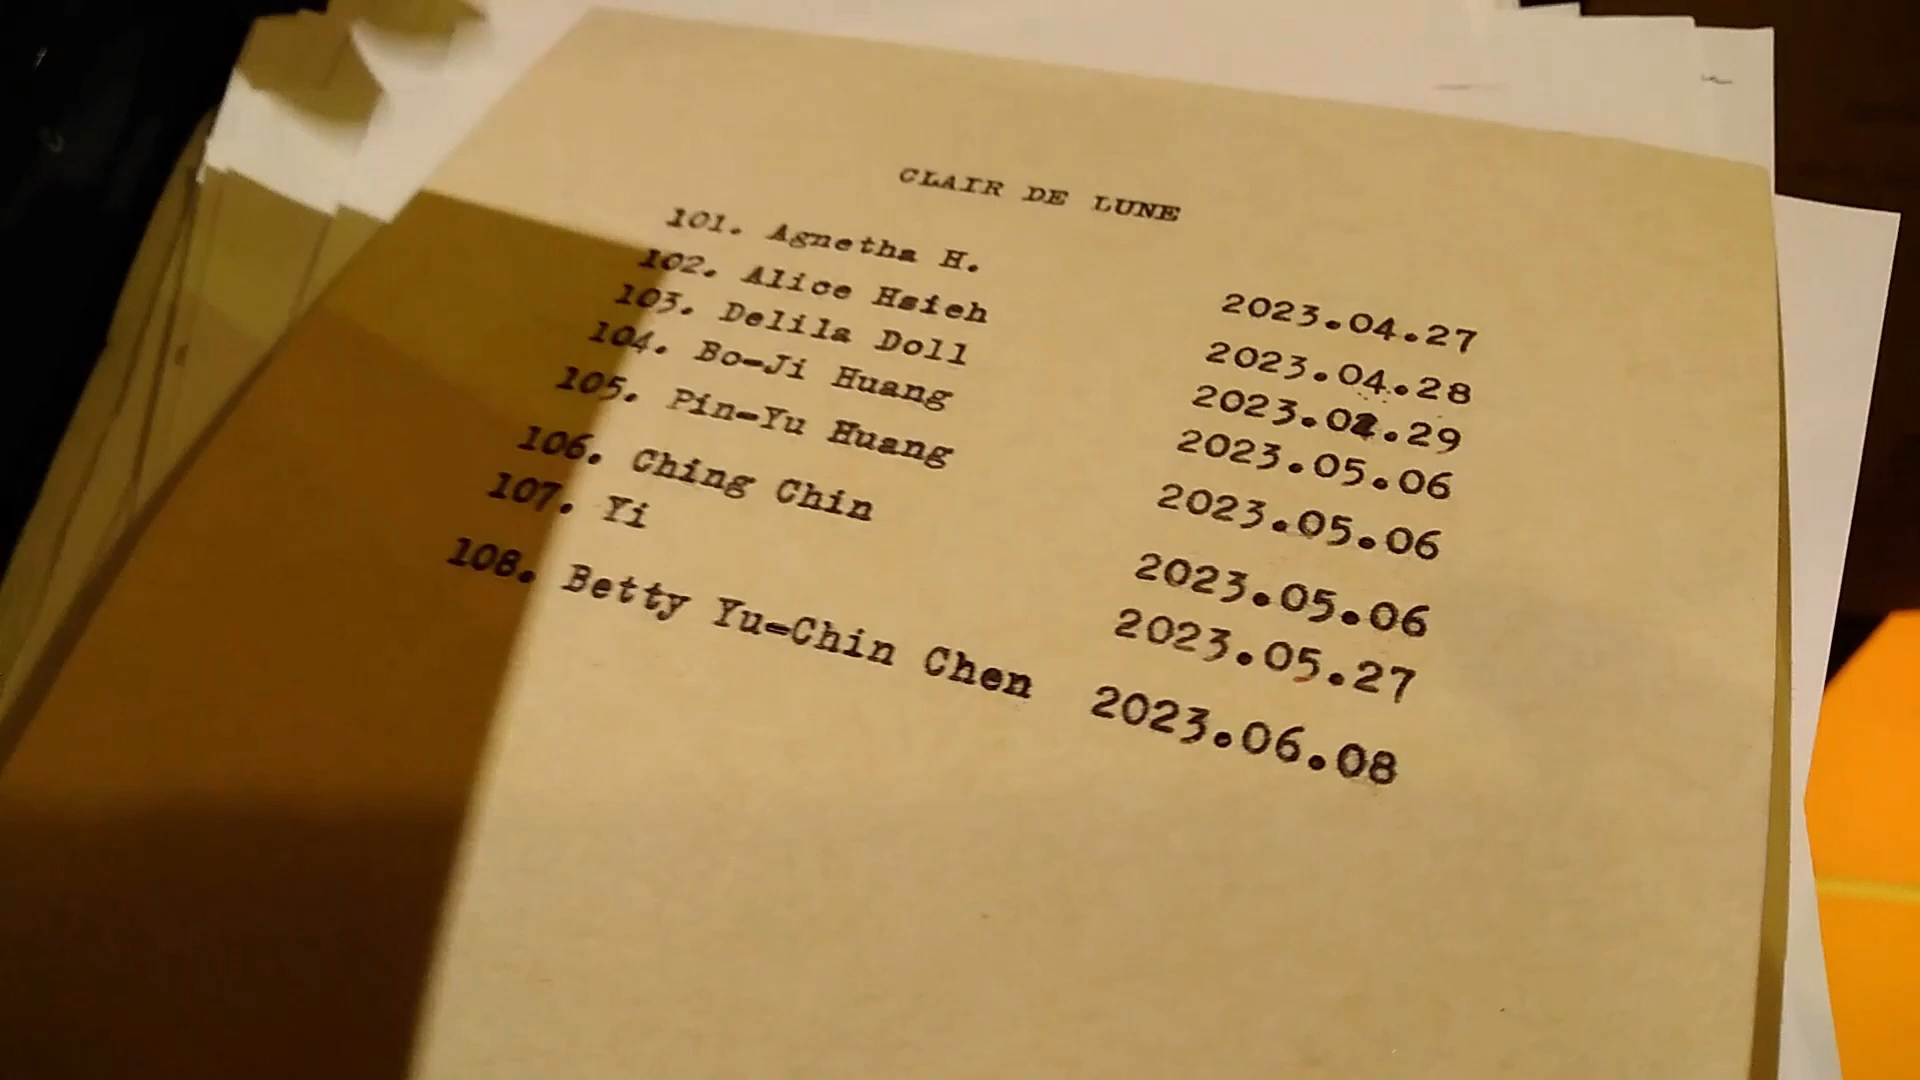 CLAIR DE LUNE
101. Agnetha H. 2023.04.27
102. Alice Hsieh 2023.04.28
103. Delila Doll 2023.04.29
104. Bo-Ji Huang 2023.05.06
105. Pin-Yu Huang 2023.05.06
106. Ching Chin 2023.05.06
107. Yi 2023.05.27
108. Betty Yu-Chin Chen 2023.06.08